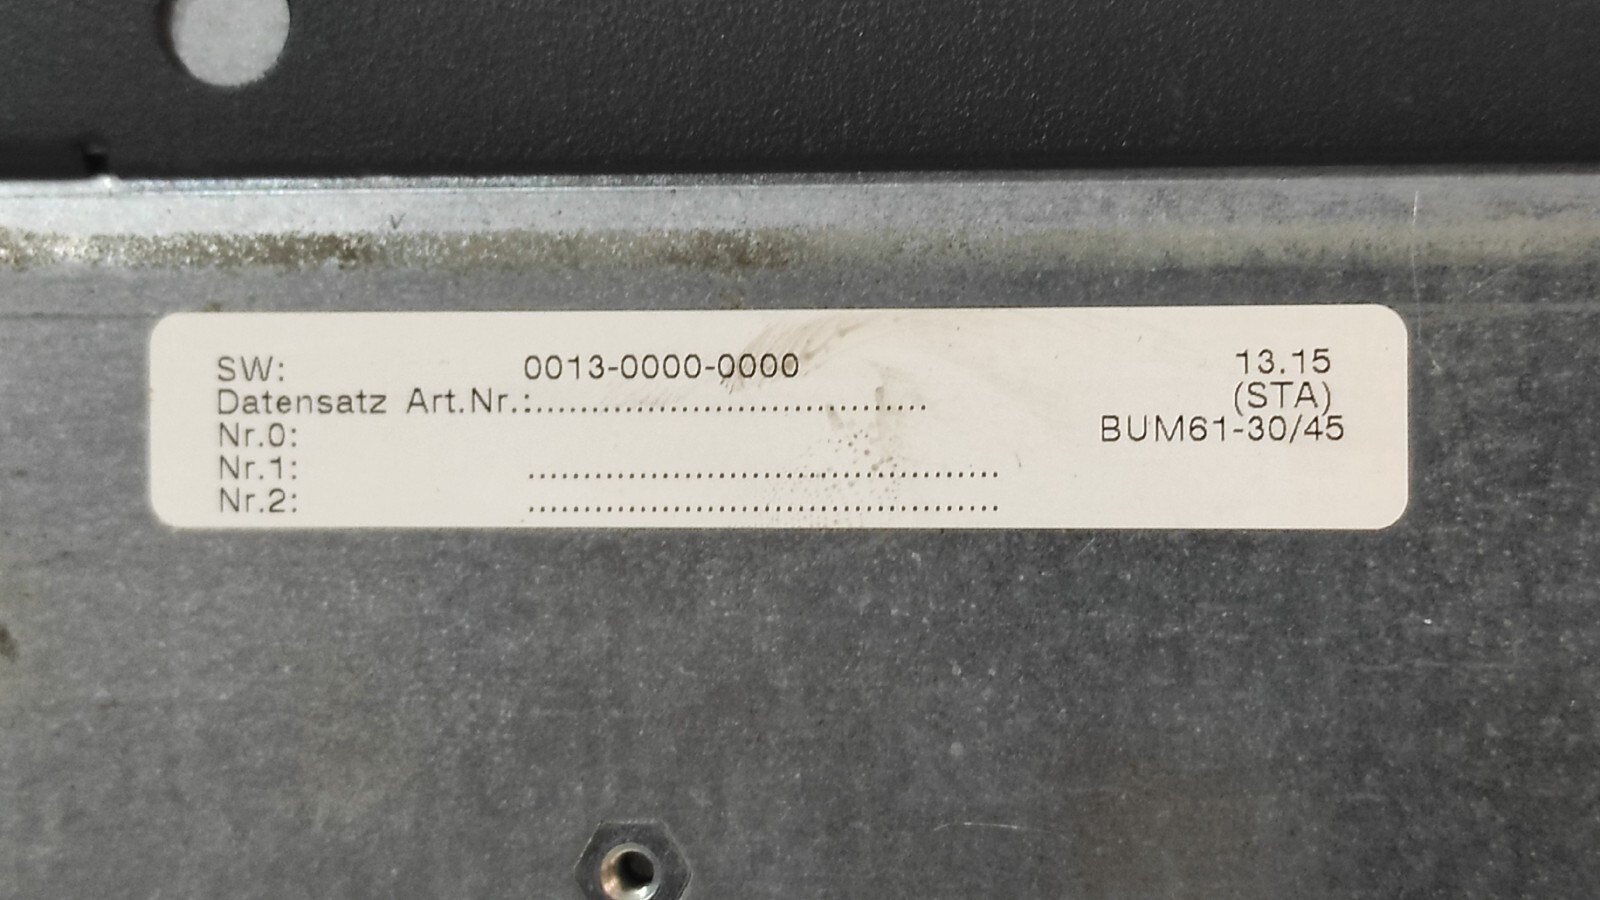 SW: 0013-0000-0000 13.15
Datensatz Art.Nr.:.................................... (STA)
Nr.0: BUM61-30/45
Nr.1: ...........................................
Nr.2: ...........................................